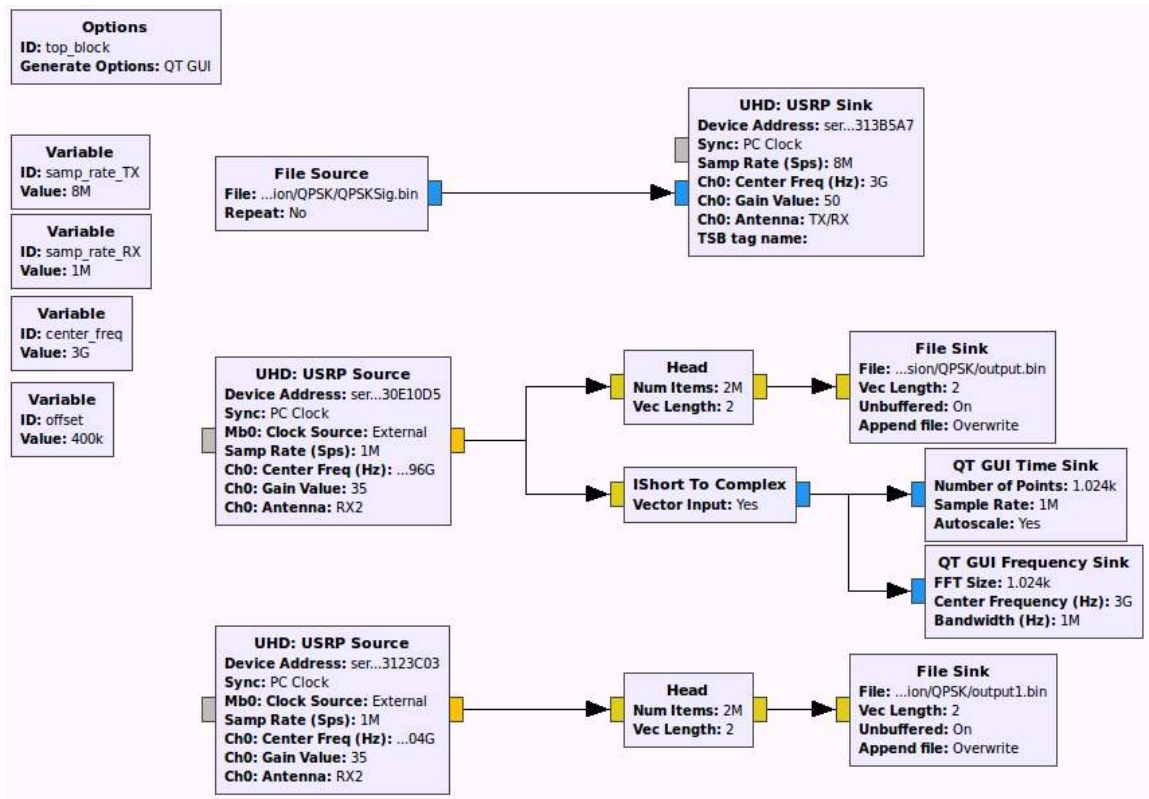 Options
ID: top_block
Generate Options: QT GUI
Variable
ID: samp_rate_TX
Value: 8M
Variable
ID: samp_rate_RX
Value: 1M
Variable
ID: center_freq
Value: 3G
Variable
ID: offset
Value: 400k
File Source
File: ...ion/QPSK/QPSKSig.bin
Repeat: No
UHD: USRP Sink
Device Address: ser...313B5A7
Sync: PC Clock
Samp Rate (Sps): 8M
Ch0: Center Freq (Hz): 3G
Ch0: Gain Value: 50
Ch0: Antenna: TX/RX
TSB tag name:
UHD: USRP Source
Device Address: ser...30E10D5
Sync: PC Clock
Mb0: Clock Source: External
Samp Rate (Sps): 1M
Ch0: Center Freq (Hz): ...96G
Ch0: Gain Value: 35
Ch0: Antenna: RX2
Head
Num Items: 2M
Vec Length: 2
File Sink
File: ...sion/QPSK/output.bin
Vec Length: 2
Unbuffered: On
Append file: Overwrite
IShort To Complex
Vector Input: Yes
QT GUI Time Sink
Number of Points: 1.024k
Sample Rate: 1M
Autoscale: Yes
QT GUI Frequency Sink
FFT Size: 1.024k
Center Frequency (Hz): 3G
Bandwidth (Hz): 1M
UHD: USRP Source
Device Address: ser...3123C03
Sync: PC Clock
Mb0: Clock Source: External
Samp Rate (Sps): 1M
Ch0: Center Freq (Hz): ...04G
Ch0: Gain Value: 35
Ch0: Antenna: RX2
Head
Num Items: 2M
Vec Length: 2
File Sink
File: ...ion/QPSK/output1.bin
Vec Length: 2
Unbuffered: On
Append file: Overwrite